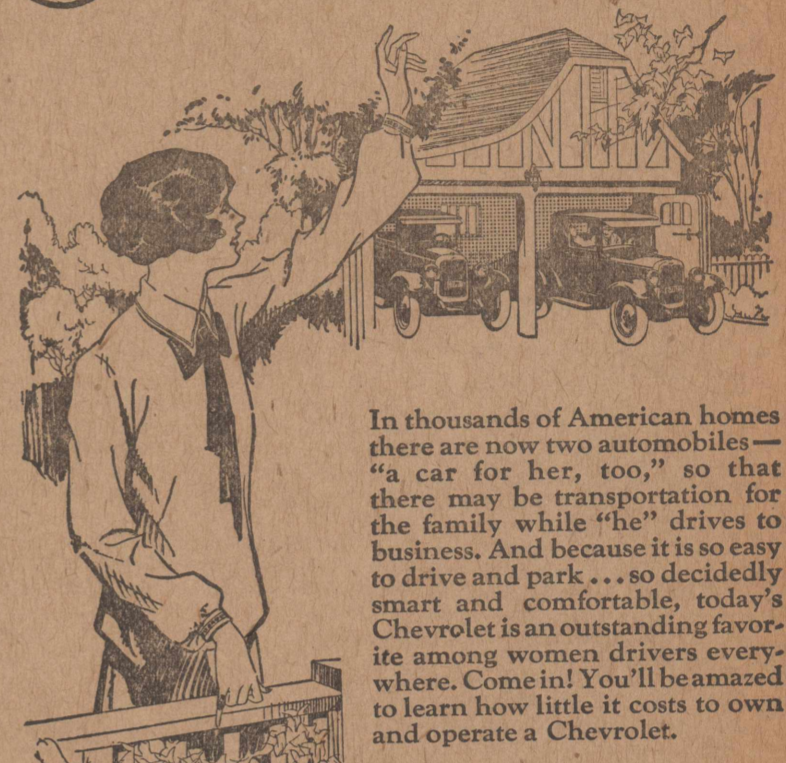 In thousands of American homes
there are now two automobiles—
“a car for her, too,” so that
there may be transportation for
the family while “he” drives to
business. And because it is so easy
to drive and park ... so decidedly
smart and comfortable, today’s
Chevrolet is an outstanding favor-
ite among women drivers every-
where. Come in! You’ll be amazed
to learn how little it costs to own
and operate a Chevrolet.